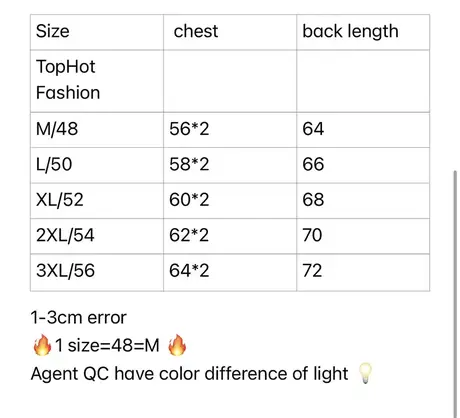 Size chest back length
TopHot
Fashion
M/48 56*2 64
L/50 58*2 66
XL/52 60*2 68
2XL/54 62*2 70
3XL/56 64*2 72
1-3cm error
🔥1 size=48=M 🔥
Agent QC have color difference of light 💡